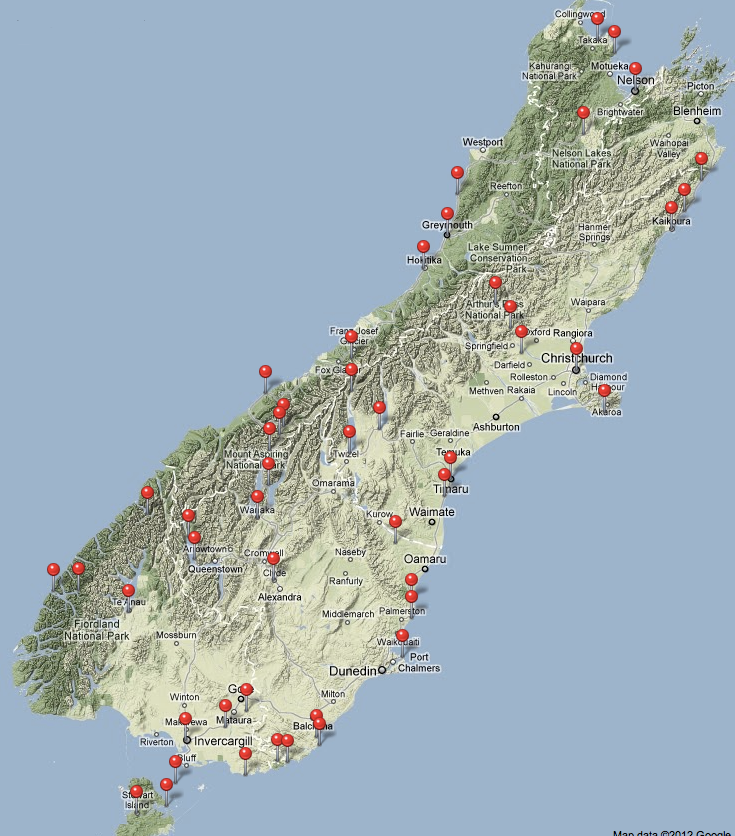 Collingwood
Takaka
Kahurangi
National Park
Motueka
Nelson
Picton
Brightwater
Blenheim
Westport
Waihopai
Valley
Nelson Lakes
National Park
Reefton
Kaikoura
Greymouth
Hanmer
Springs
Lake Sumner
Conservation
Park
Hokitika
Arthur's Pass
National Park
Waipara
Franz Josef
Glacier
Oxford
Rangiora
Springfield
Christchurch
Fox Glacier
Darfield
Rolleston
Diamond
Harbour
Methven
Rakaia
Lincoln
Akaroa
Ashburton
Fairlie
Geraldine
Mount Aspiring
National Park
Twizel
Temuka
Omarama
Timaru
Wanaka
Kurow
Waimate
Arrowtown
Cromwell
Naseby
Oamaru
Queenstown
Clyde
Ranfurly
Alexandra
Te Anau
Middlemarch
Palmerston
Fiordland
National Park
Mossburn
Waikouaiti
Port
Chalmers
Dunedin
Winton
Gore
Milton
Makarewa
Mataura
Balclutha
Riverton
Invercargill
Bluff
Stewart
Island
Map data ©2012 Google